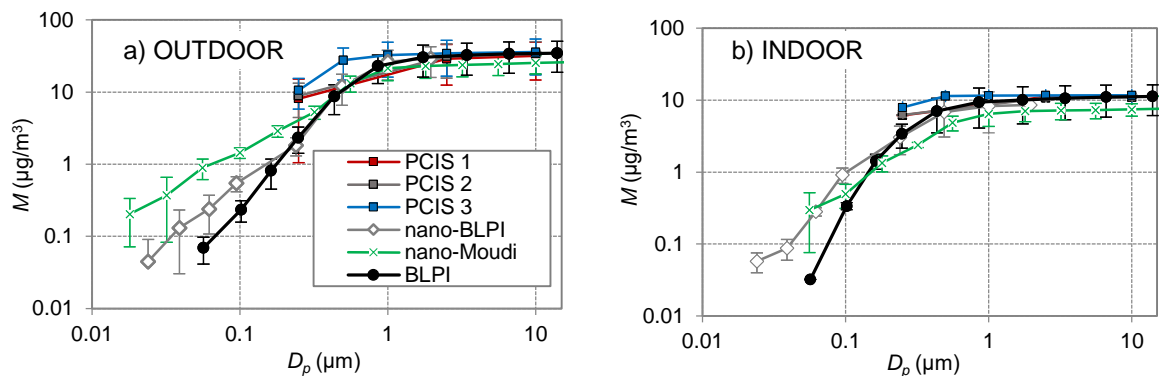 a) OUTDOOR
M (µg/m³)
100
10
1
0.1
0.01
PCIS 1
PCIS 2
PCIS 3
nano-BLPI
nano-Moudi
BLPI
0.01 0.1 1 10
Dp (µm)
b) INDOOR
M (µg/m³)
100
10
1
0.1
0.01
0.01 0.1 1 10
Dp (µm)